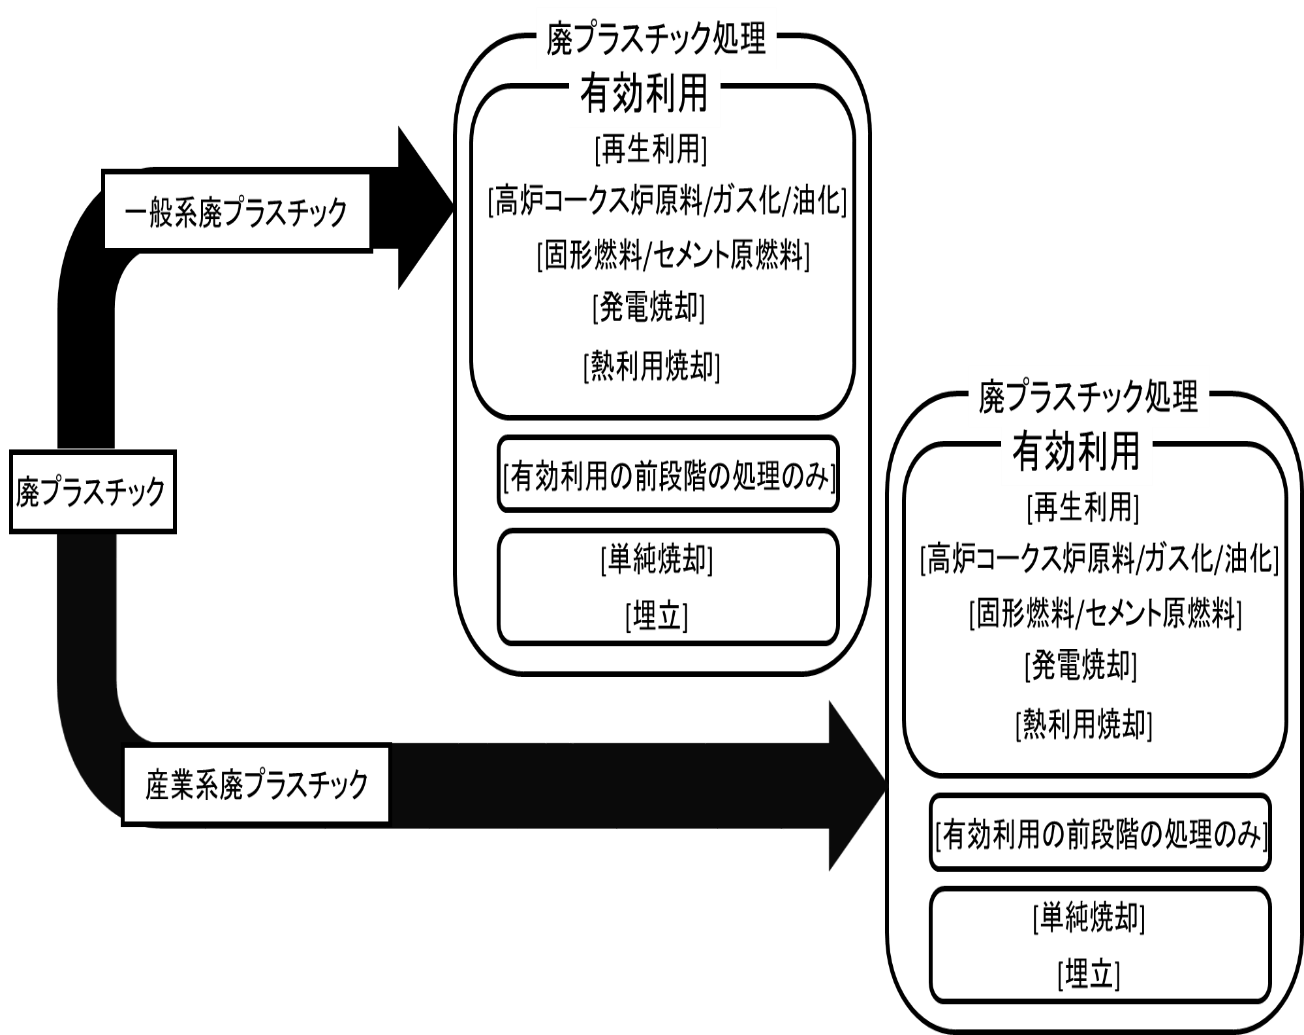 廃プラスチック処理
有効利用
[再生利用]
[高炉コークス炉原料/ガス化/油化]
[固形燃料/セメント原燃料]
[発電焼却]
[熱利用焼却]
[有効利用の前段階の処理のみ]
[単純焼却]
[埋立]
一般系廃プラスチック
廃プラスチック
産業系廃プラスチック
廃プラスチック処理
有効利用
[再生利用]
[高炉コークス炉原料/ガス化/油化]
[固形燃料/セメント原燃料]
[発電焼却]
[熱利用焼却]
[有効利用の前段階の処理のみ]
[単純焼却]
[埋立]